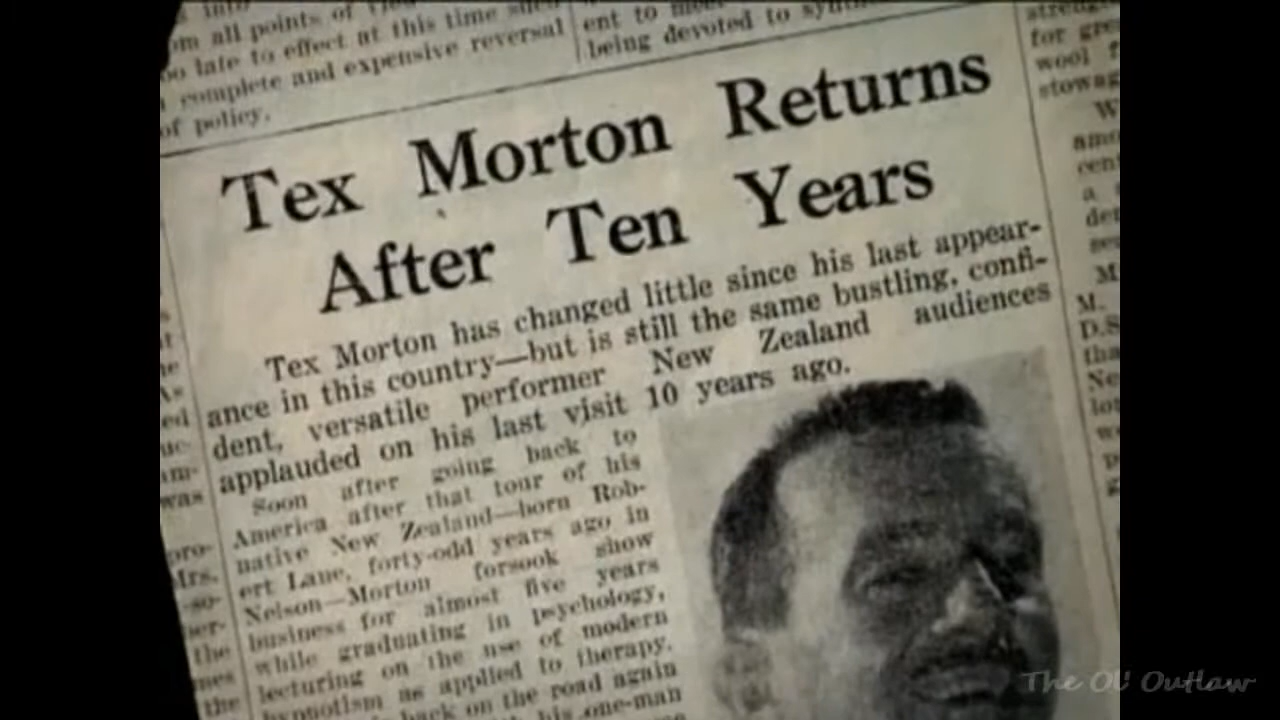 om all points of
late to effect at this time
complete and expensive reversal
of policy.
ent to
being devoted to
Tex Morton Returns
After Ten Years
Tex Morton has changed little since his last appear-
ance in this country—but is still the same bustling, confi-
dent, versatile performer New Zealand audiences
applauded on his last visit 10 years ago.
Soon after going back to
America after that tour of his
native New Zealand—born Rob-
ert Lane, forty-odd years ago in
Nelson—Morton forsook show
business for almost five years
while graduating in psychology,
lecturing on the use of modern
hypnotism as applied to therapy.
back on the road again
his one-man
for
wool
stowag
The Ol' Outlaw